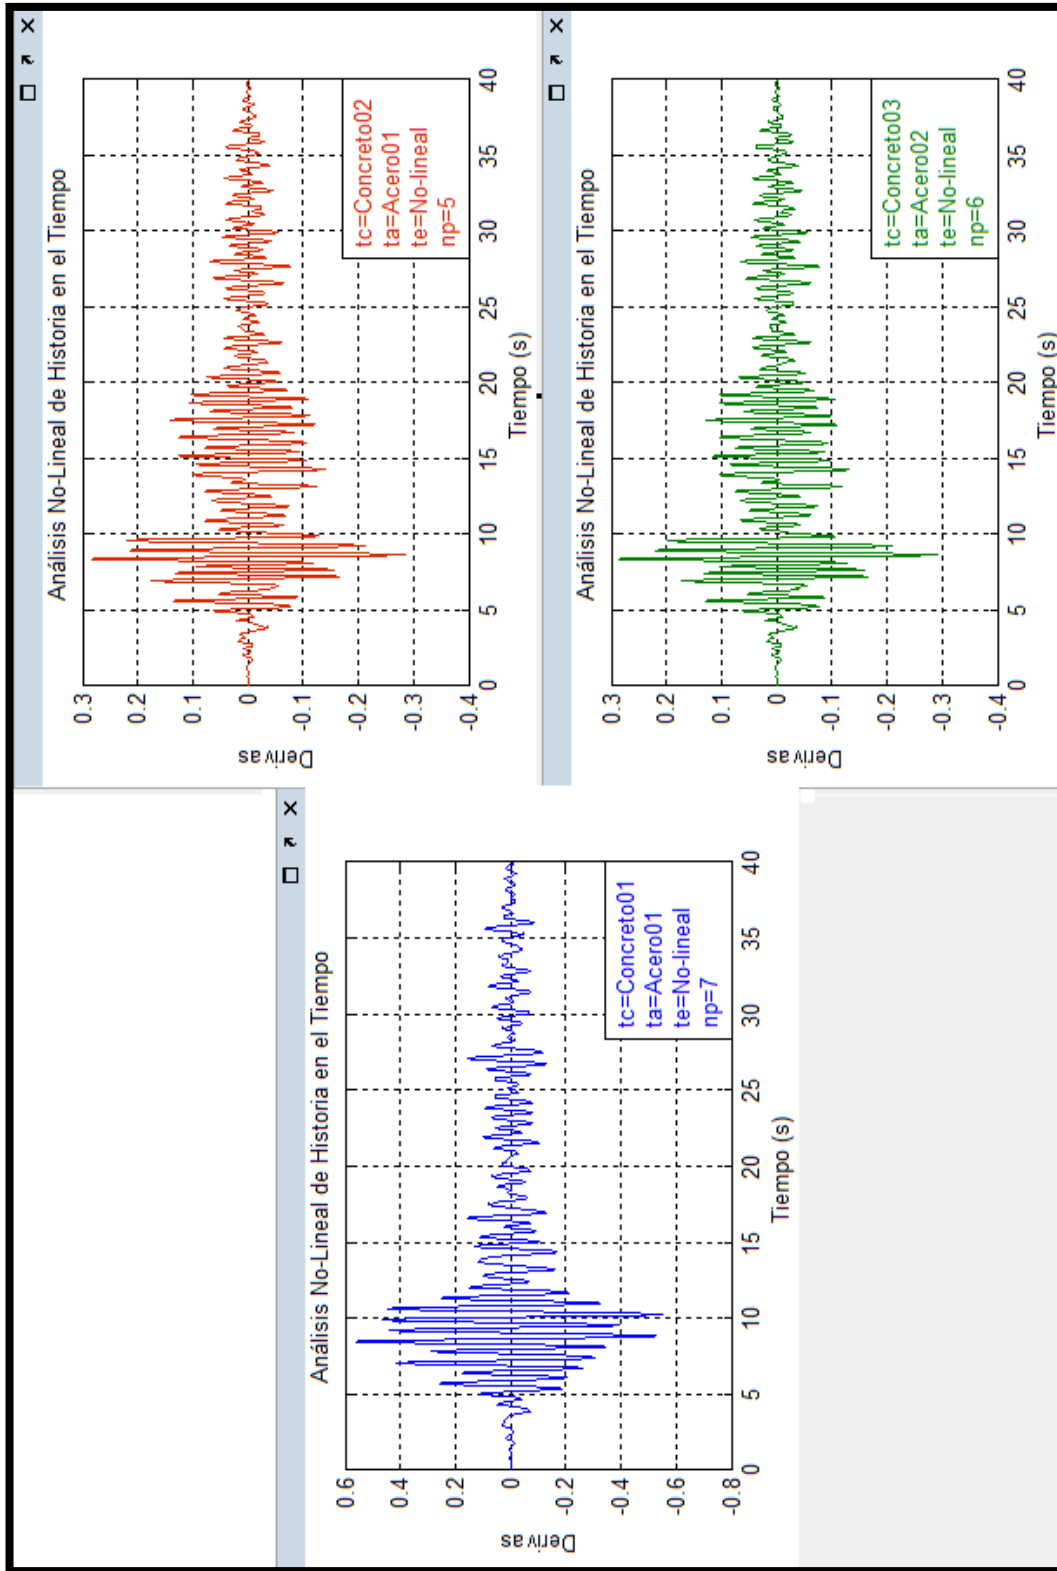 Análisis No-Lineal de Historia en el Tiempo
0.6
0.4
0.2
0
-0.2
-0.4
-0.6
-0.8
Derivas
0 5 10 15 20 25 30 35 40
Tiempo (s)
tc=Concreto01
ta=Acero01
te=No-lineal
np=7
Análisis No-Lineal de Historia en el Tiempo
0.3
0.2
0.1
0
-0.1
-0.2
-0.3
-0.4
Derivas
0 5 10 15 20 25 30 35 40
Tiempo (s)
tc=Concreto02
ta=Acero01
te=No-lineal
np=5
Análisis No-Lineal de Historia en el Tiempo
0.3
0.2
0.1
0
-0.1
-0.2
-0.3
-0.4
Derivas
0 5 10 15 20 25 30 35 40
Tiempo (s)
tc=Concreto03
ta=Acero02
te=No-lineal
np=6